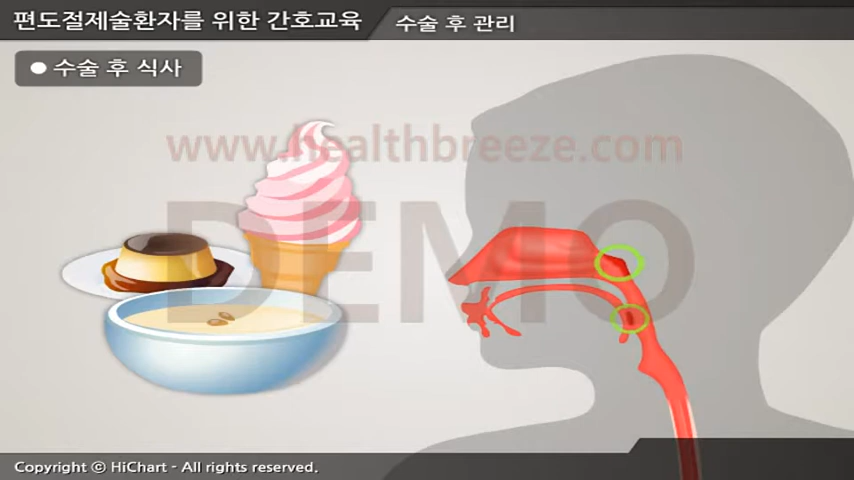 편도절제술환자를 위한 간호교육
수술 후 관리
수술 후 식사
www.healthbreeze.com
DEMO
Copyright ⓒ HiChart - All rights reserved.